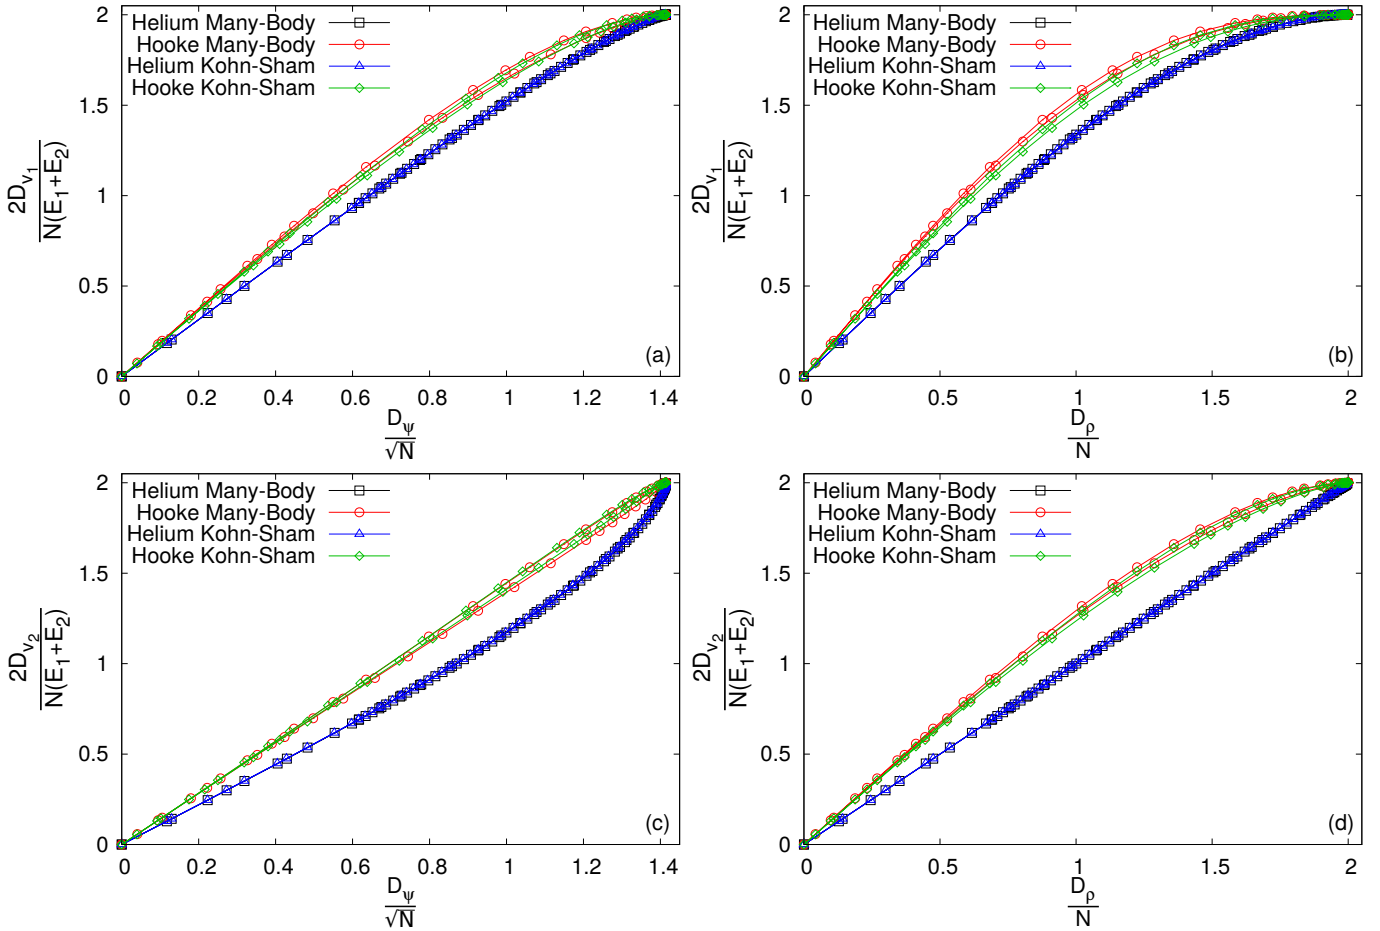 2
1.5
1
0.5
0
2D_{v_1}
N(E_1+E_2)
Helium Many-Body
Hooke Many-Body
Helium Kohn-Sham
Hooke Kohn-Sham
(a)
0 0.2 0.4 0.6 0.8 1 1.2 1.4
D_ψ
√N
2
1.5
1
0.5
0
2D_{v_1}
N(E_1+E_2)
Helium Many-Body
Hooke Many-Body
Helium Kohn-Sham
Hooke Kohn-Sham
(b)
0 0.5 1 1.5 2
D_ρ
N
2
1.5
1
0.5
0
2D_{v_2}
N(E_1+E_2)
Helium Many-Body
Hooke Many-Body
Helium Kohn-Sham
Hooke Kohn-Sham
(c)
0 0.2 0.4 0.6 0.8 1 1.2 1.4
D_ψ
√N
2
1.5
1
0.5
0
2D_{v_2}
N(E_1+E_2)
Helium Many-Body
Hooke Many-Body
Helium Kohn-Sham
Hooke Kohn-Sham
(d)
0 0.5 1 1.5 2
D_ρ
N